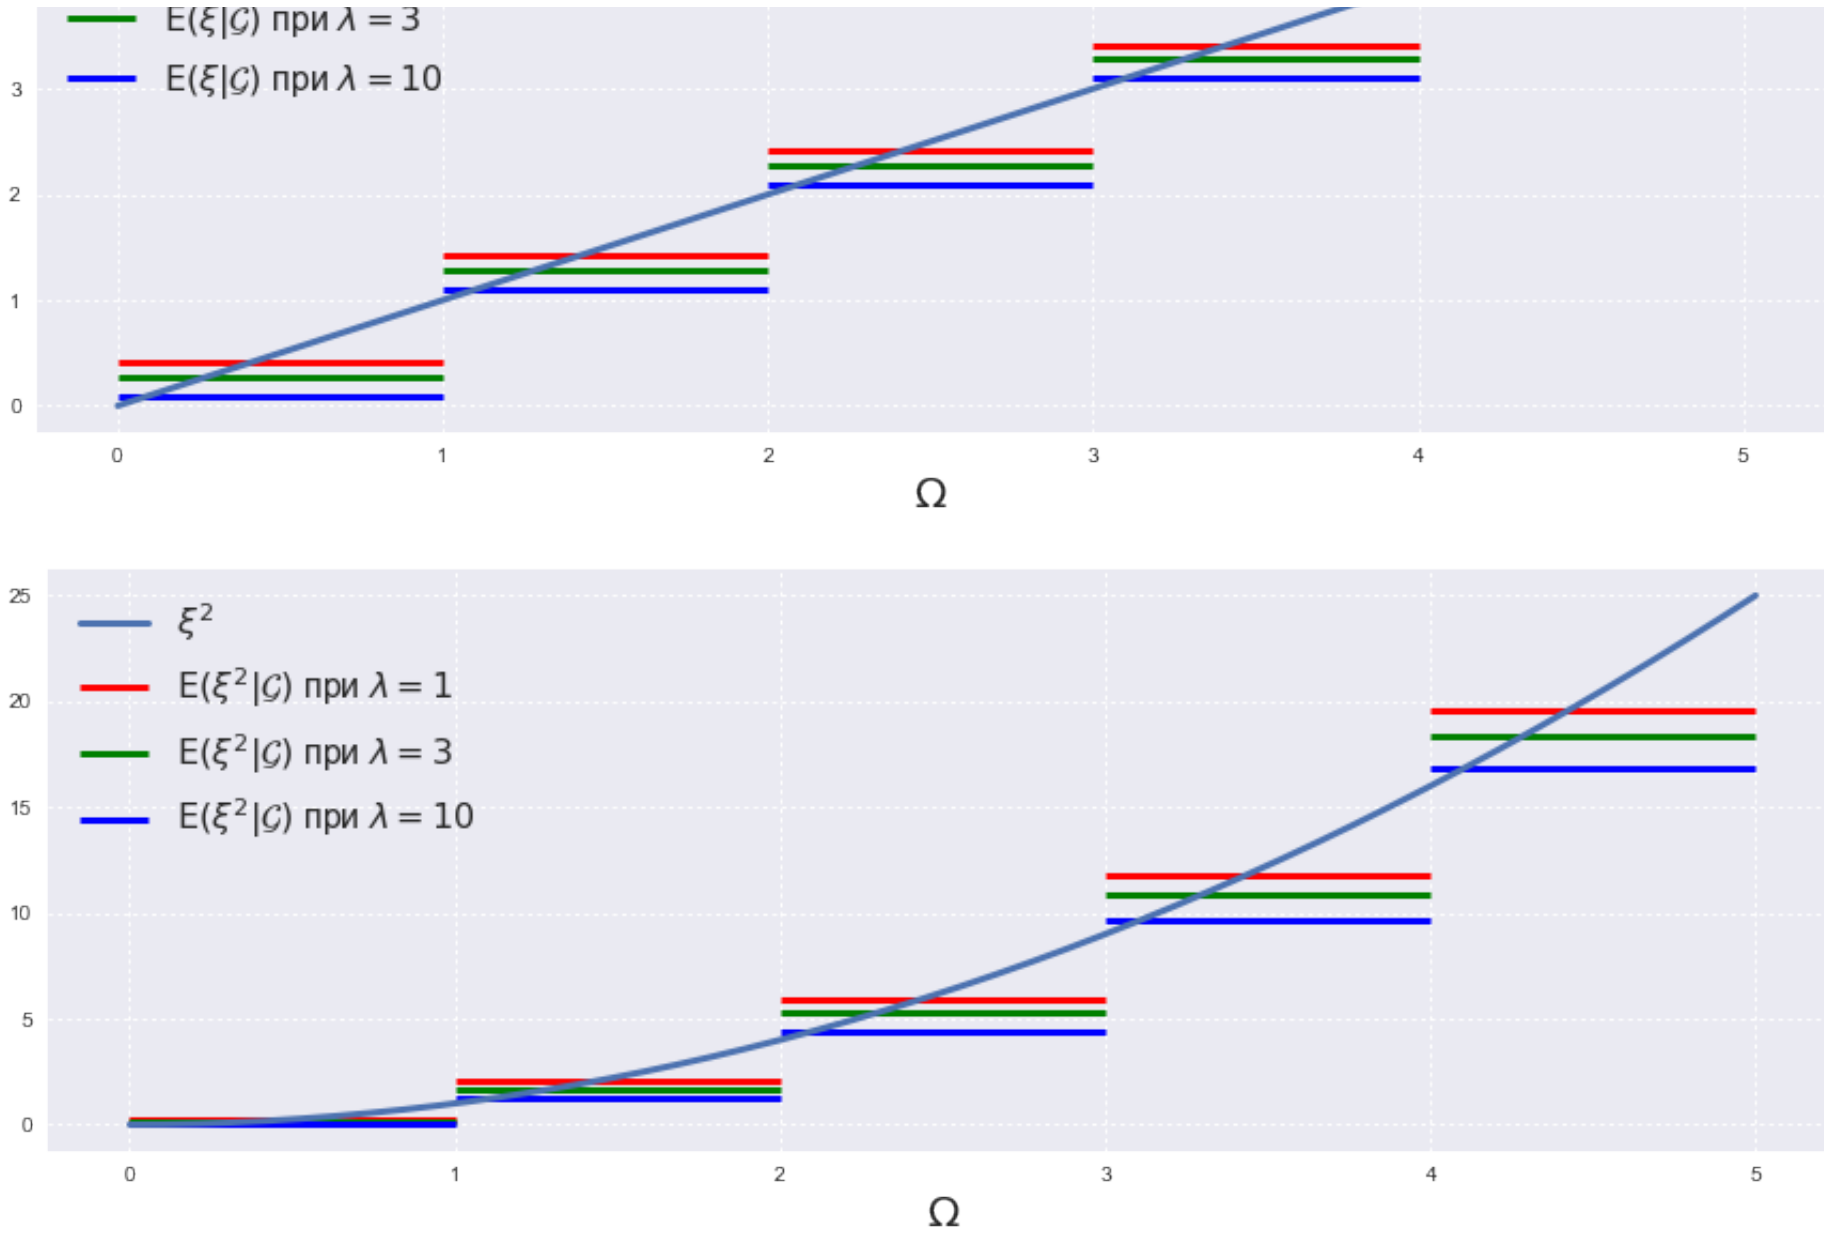 E(ξ|𝒢) при λ = 3
E(ξ|𝒢) при λ = 10
3
2
1
0
0 1 2 3 4 5
Ω
25
20
15
10
5
0
ξ²
E(ξ²|𝒢) при λ = 1
E(ξ²|𝒢) при λ = 3
E(ξ²|𝒢) при λ = 10
0 1 2 3 4 5
Ω